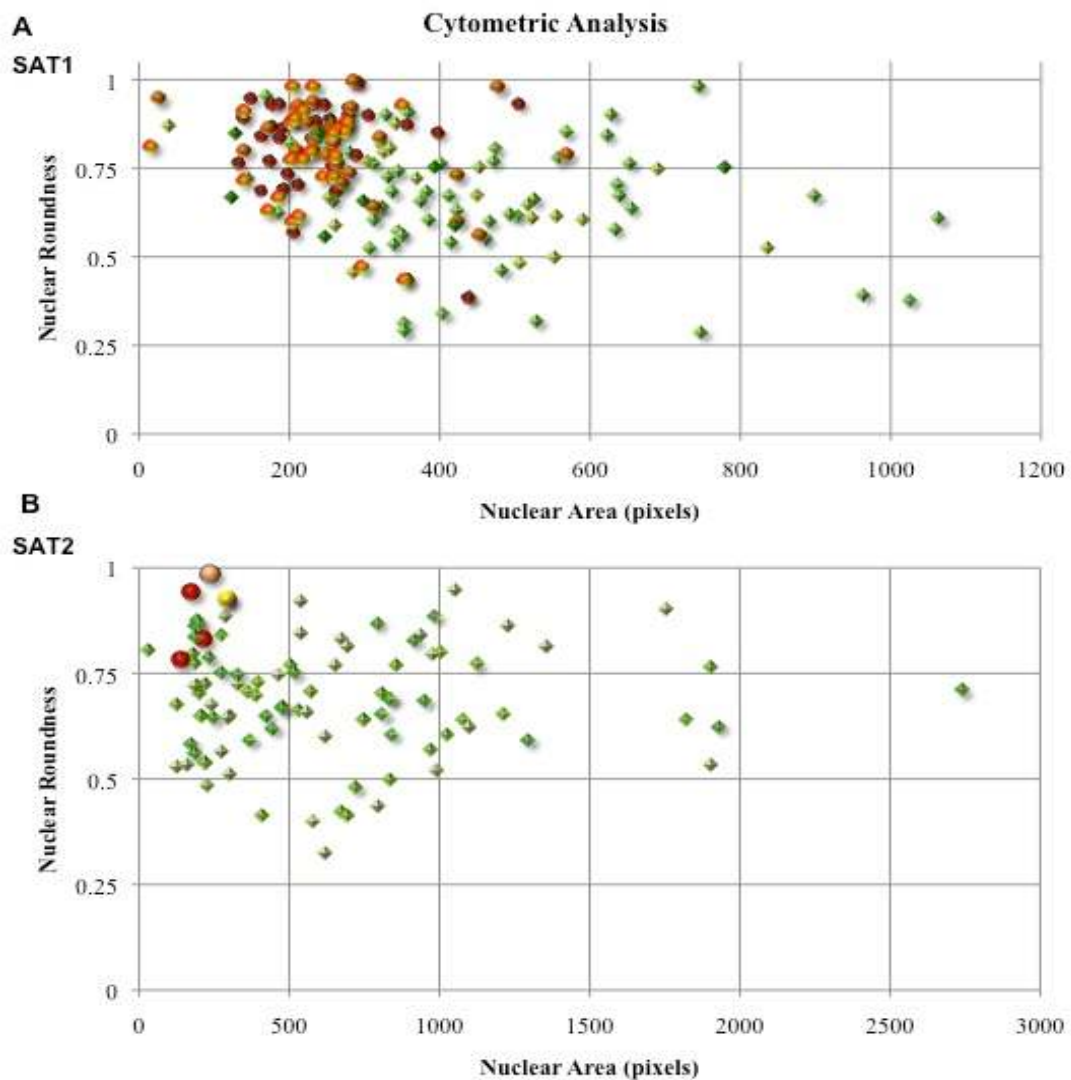 A
Cytometric Analysis
SAT1
Nuclear Roundness
1
0.75
0.5
0.25
0
0 200 400 600 800 1000 1200
Nuclear Area (pixels)
B
SAT2
Nuclear Roundness
1
0.75
0.5
0.25
0
0 500 1000 1500 2000 2500 3000
Nuclear Area (pixels)